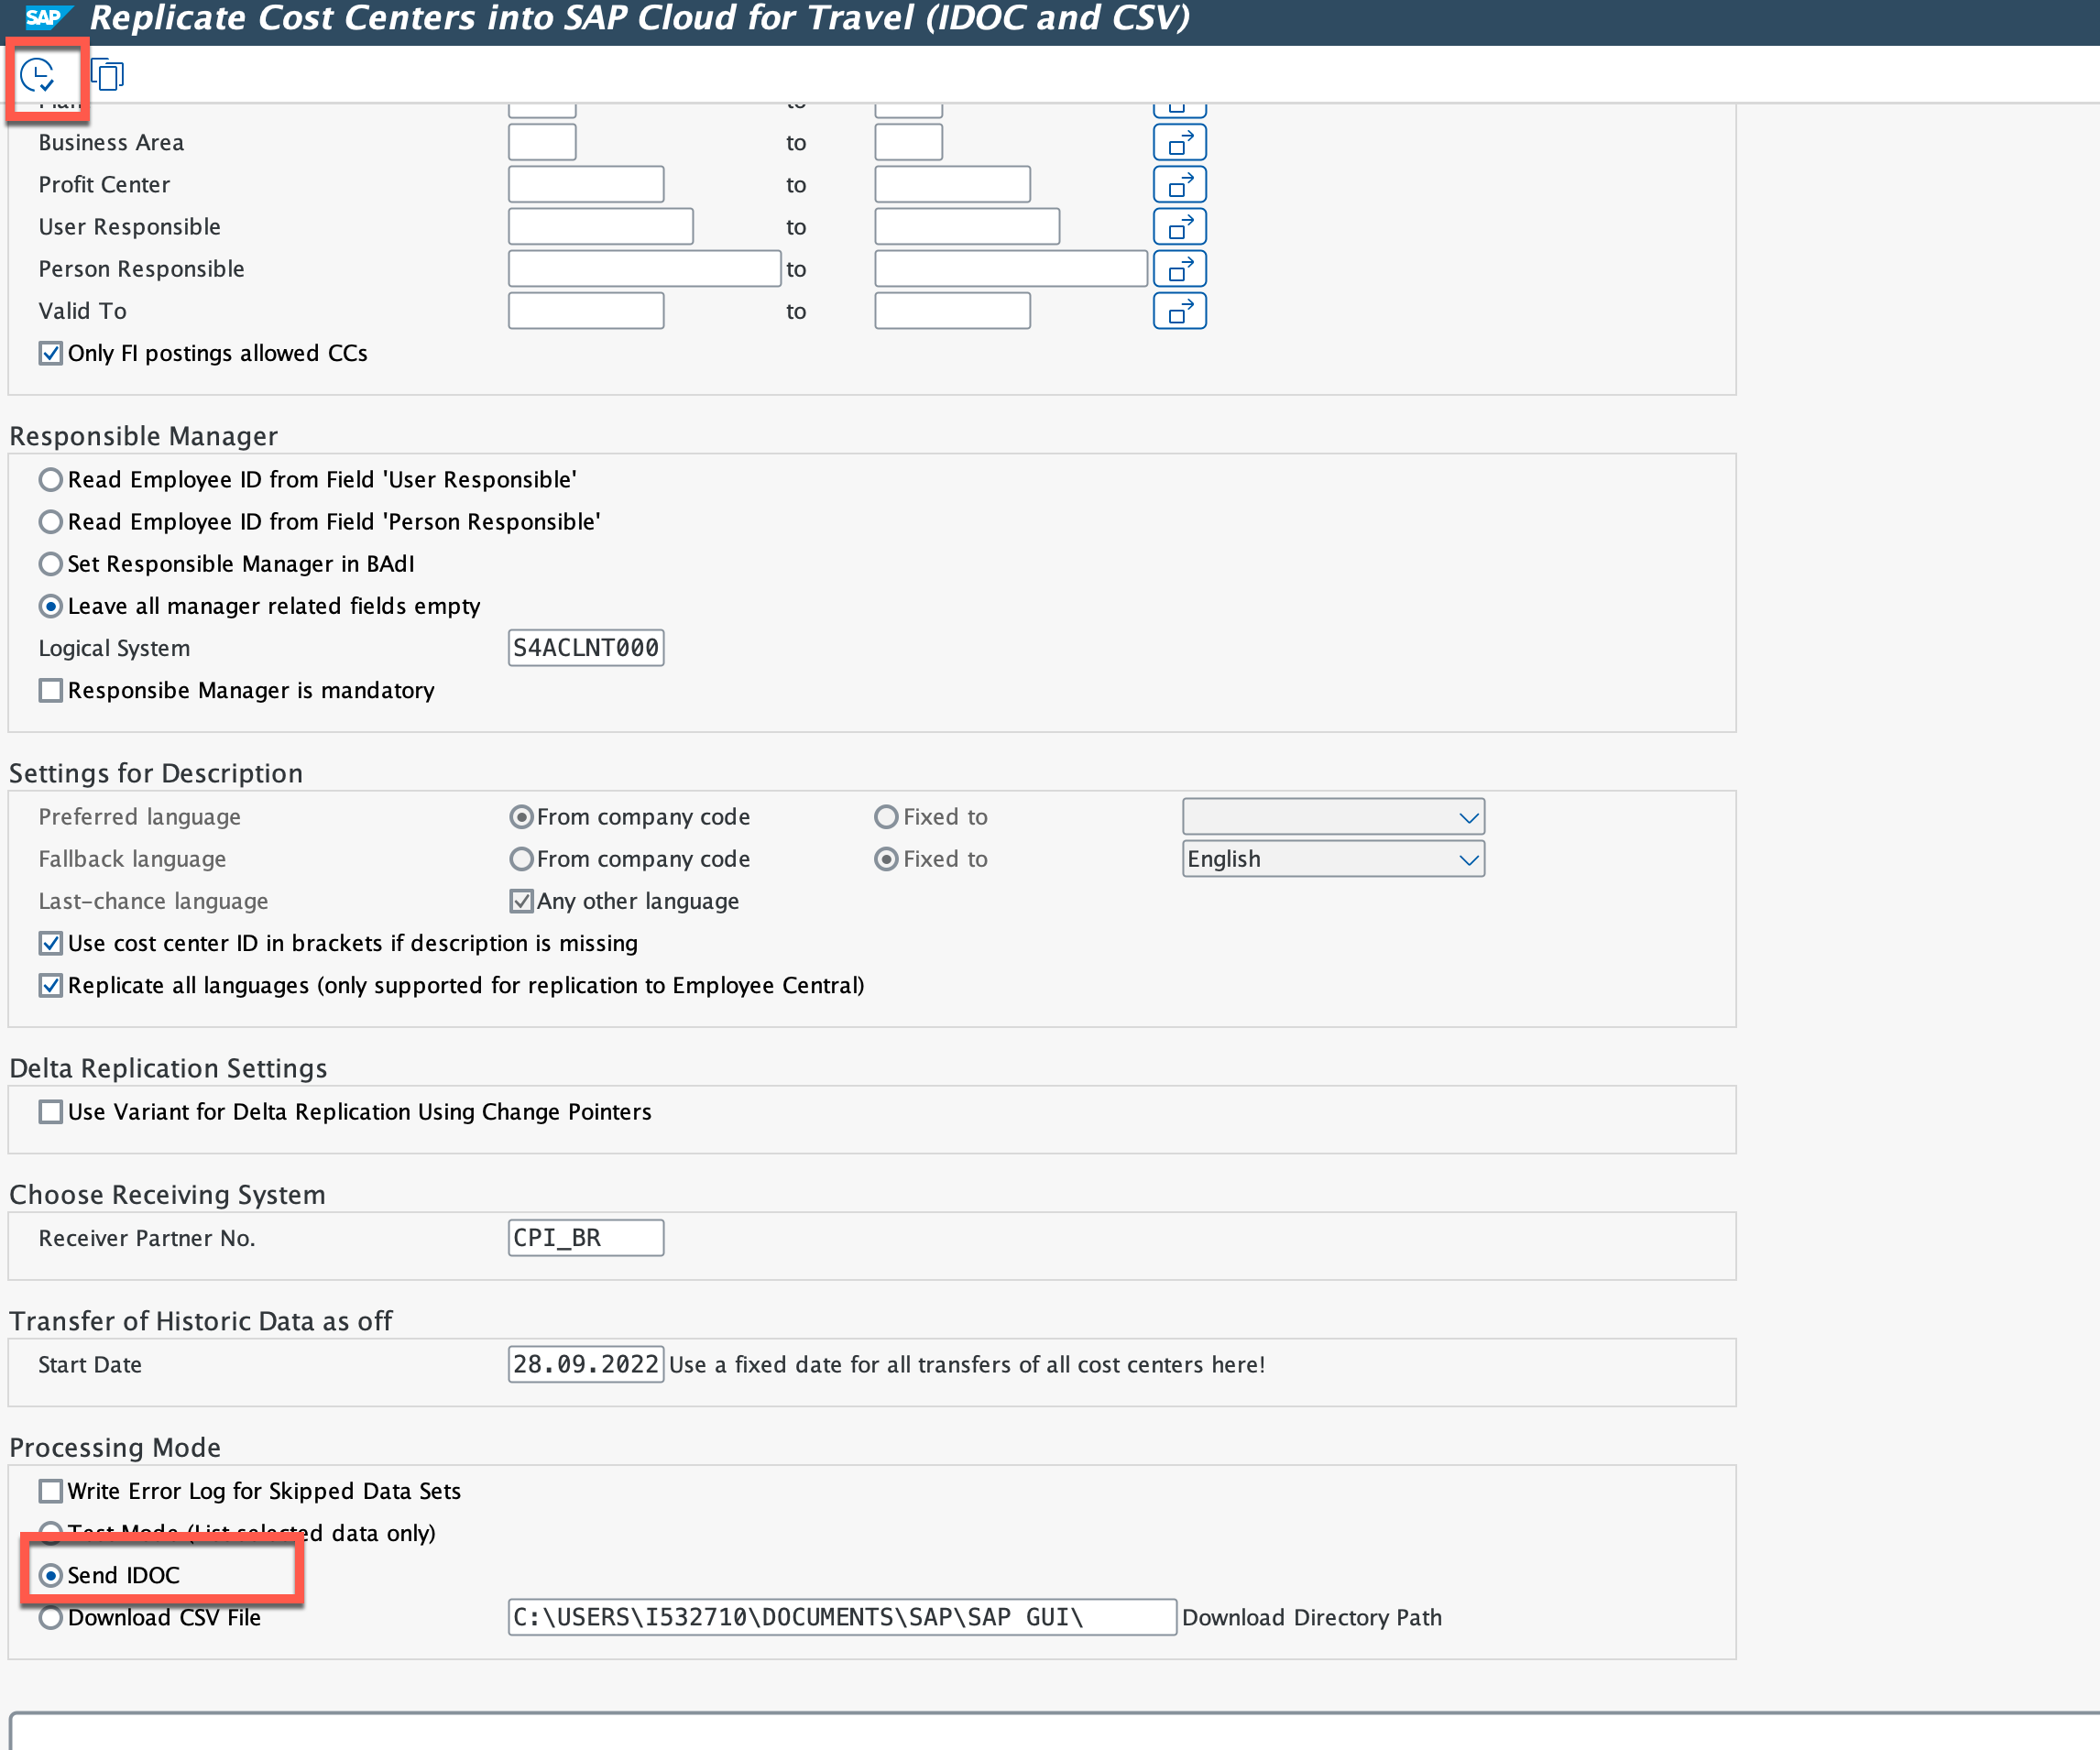 SAP Replicate Cost Centers into SAP Cloud for Travel (IDOC and CSV)
to
Business Area to
Profit Center to
User Responsible to
Person Responsible to
Valid To to
Only FI postings allowed CCs
Responsible Manager
Read Employee ID from Field 'User Responsible'
Read Employee ID from Field 'Person Responsible'
Set Responsible Manager in BAdI
Leave all manager related fields empty
Logical System S4ACLNT000
Responsibe Manager is mandatory
Settings for Description
Preferred language From company code Fixed to
Fallback language From company code Fixed to English
Last-chance language Any other language
Use cost center ID in brackets if description is missing
Replicate all languages (only supported for replication to Employee Central)
Delta Replication Settings
Use Variant for Delta Replication Using Change Pointers
Choose Receiving System
Receiver Partner No. CPI_BR
Transfer of Historic Data as off
Start Date 28.09.2022 Use a fixed date for all transfers of all cost centers here!
Processing Mode
Write Error Log for Skipped Data Sets
Test Mode (List selected data only)
Send IDOC
Download CSV File C:\USERS\I532710\DOCUMENTS\SAP\SAP GUI\ Download Directory Path